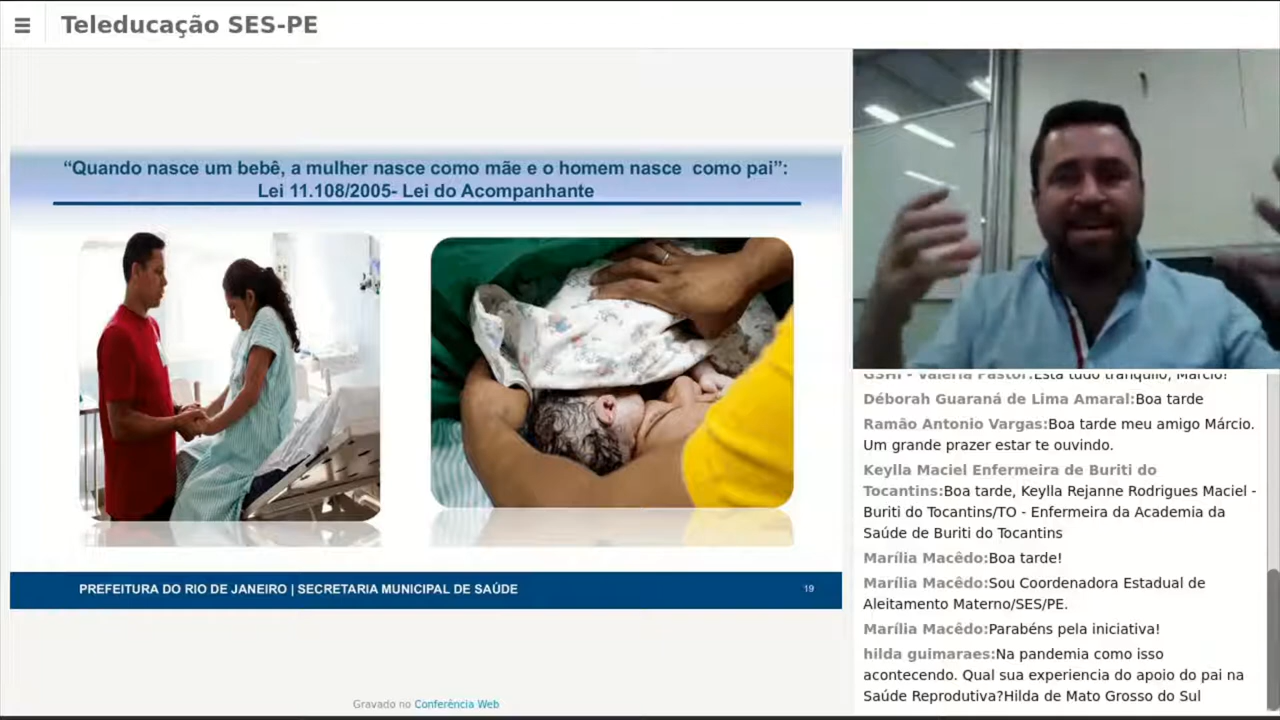 Teleducação SES-PE
“Quando nasce um bebê, a mulher nasce como mãe e o homem nasce como pai”:
Lei 11.108/2005- Lei do Acompanhante
PREFEITURA DO RIO DE JANEIRO | SECRETARIA MUNICIPAL DE SAÚDE
19
Gravado no Conferência Web
GSHI - Valéria Pastor:Está tudo tranquilo, Márcio!
Déborah Guaraná de Lima Amaral:Boa tarde
Ramão Antonio Vargas:Boa tarde meu amigo Márcio.
Um grande prazer estar te ouvindo.
Keylla Maciel Enfermeira de Buriti do
Tocantins:Boa tarde, Keylla Rejanne Rodrigues Maciel -
Buriti do Tocantins/TO - Enfermeira da Academia da
Saúde de Buriti do Tocantins
Marília Macêdo:Boa tarde!
Marília Macêdo:Sou Coordenadora Estadual de
Aleitamento Materno/SES/PE.
Marília Macêdo:Parabéns pela iniciativa!
hilda guimaraes:Na pandemia como isso
acontecendo. Qual sua experiencia do apoio do pai na
Saúde Reprodutiva?Hilda de Mato Grosso do Sul